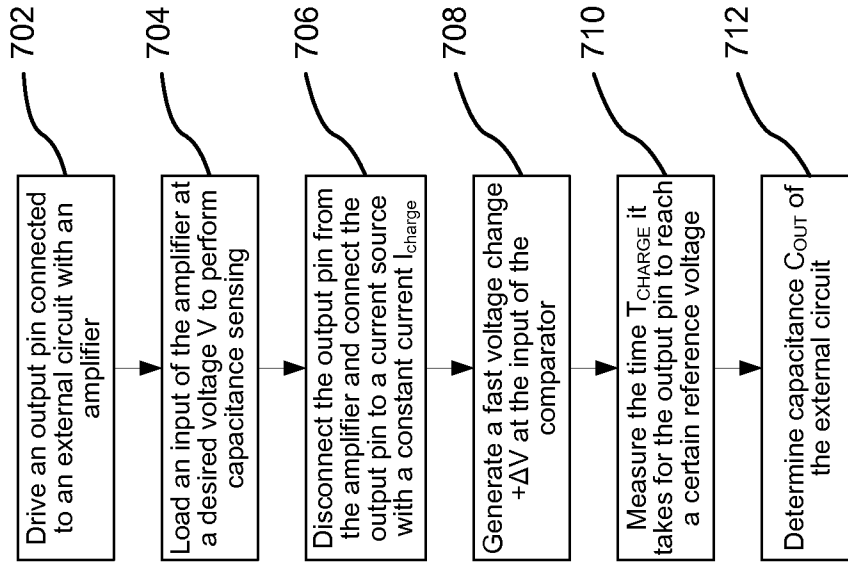 702
Drive an output pin connected
to an external circuit with an
amplifier
704
Load an input of the amplifier at
a desired voltage V to perform
capacitance sensing
706
Disconnect the output pin from
the amplifier and connect the
output pin to a current source
with a constant current Icharge
708
Generate a fast voltage change
+ΔV at the input of the
comparator
710
Measure the time TCHARGE it
takes for the output pin to reach
a certain reference voltage
712
Determine capacitance COUT of
the external circuit